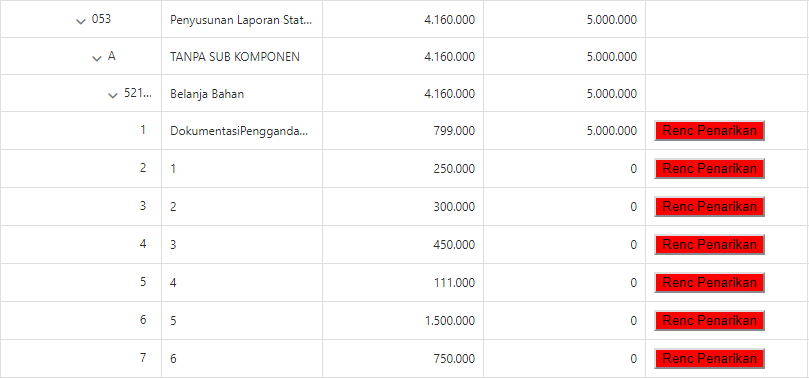 053 Penyusunan Laporan Stat... 4.160.000 5.000.000
A TANPA SUB KOMPONEN 4.160.000 5.000.000
521... Belanja Bahan 4.160.000 5.000.000
1 DokumentasiPengganda... 799.000 5.000.000 Renc Penarikan
2 1 250.000 0 Renc Penarikan
3 2 300.000 0 Renc Penarikan
4 3 450.000 0 Renc Penarikan
5 4 111.000 0 Renc Penarikan
6 5 1.500.000 0 Renc Penarikan
7 6 750.000 0 Renc Penarikan